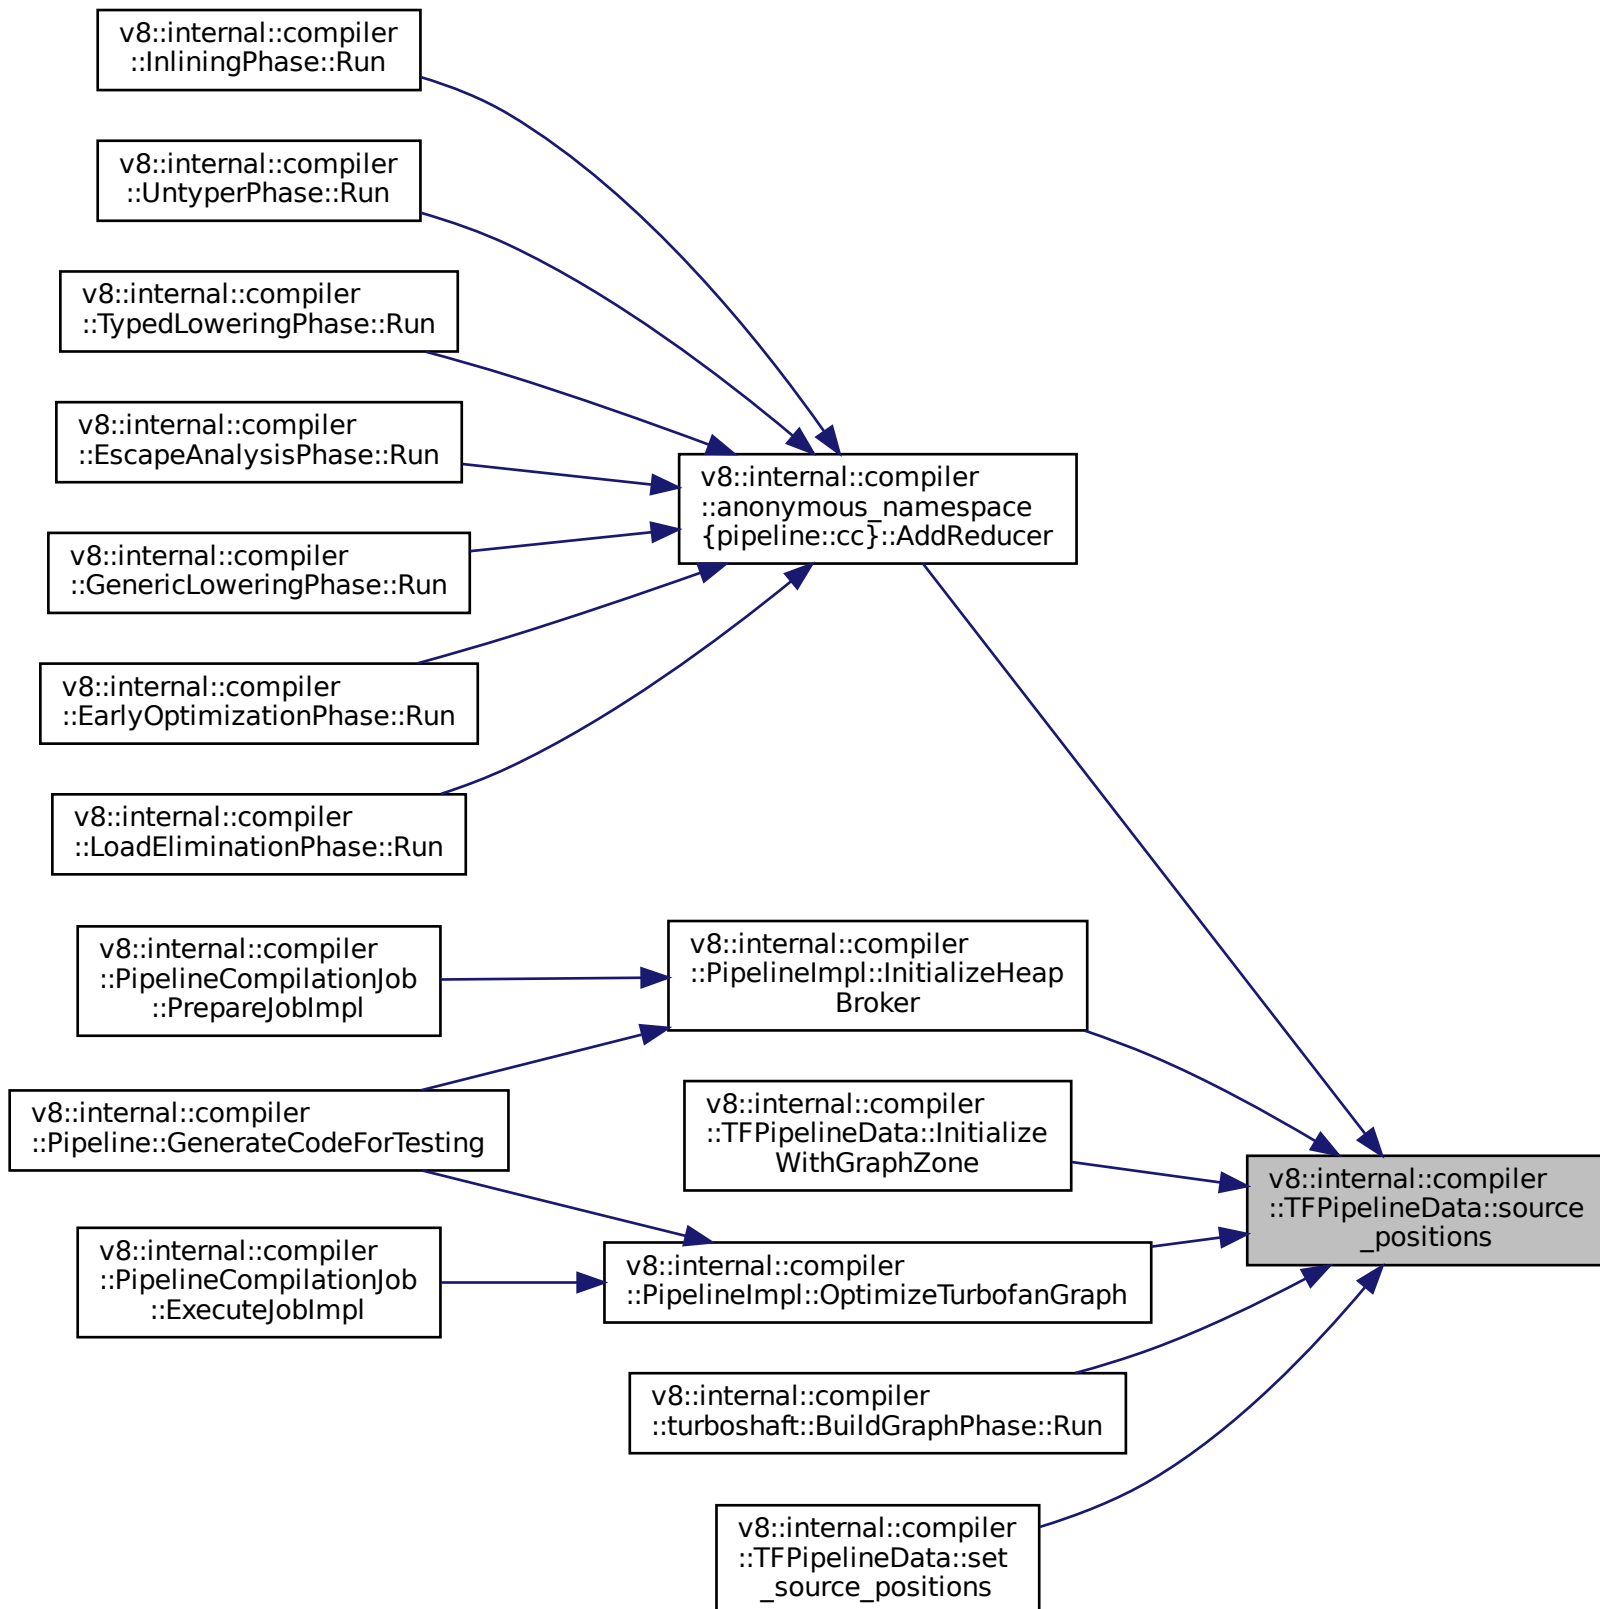 v8::internal::compiler
::InliningPhase::Run
v8::internal::compiler
::UntyperPhase::Run
v8::internal::compiler
::TypedLoweringPhase::Run
v8::internal::compiler
::EscapeAnalysisPhase::Run
v8::internal::compiler
::GenericLoweringPhase::Run
v8::internal::compiler
::EarlyOptimizationPhase::Run
v8::internal::compiler
::LoadEliminationPhase::Run
v8::internal::compiler
::PipelineCompilationJob
::PrepareJobImpl
v8::internal::compiler
::Pipeline::GenerateCodeForTesting
v8::internal::compiler
::PipelineCompilationJob
::ExecuteJobImpl
v8::internal::compiler
::anonymous_namespace
{pipeline::cc}::AddReducer
v8::internal::compiler
::PipelineImpl::InitializeHeap
Broker
v8::internal::compiler
::TFPipelineData::Initialize
WithGraphZone
v8::internal::compiler
::PipelineImpl::OptimizeTurbofanGraph
v8::internal::compiler
::turboshaft::BuildGraphPhase::Run
v8::internal::compiler
::TFPipelineData::set
_source_positions
v8::internal::compiler
::TFPipelineData::source
_positions